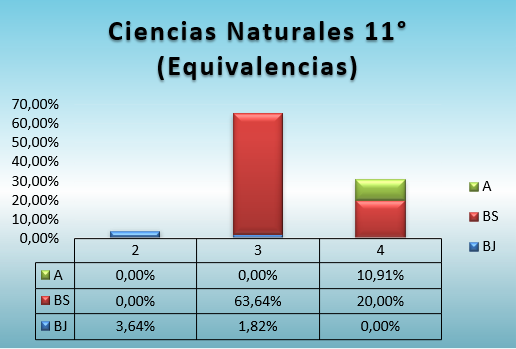 Ciencias Naturales 11°
(Equivalencias)
70,00%
60,00%
50,00%
40,00%
30,00%
20,00%
10,00%
0,00%
2 3 4
A 0,00% 0,00% 10,91%
BS 0,00% 63,64% 20,00%
BJ 3,64% 1,82% 0,00%
A
BS
BJ